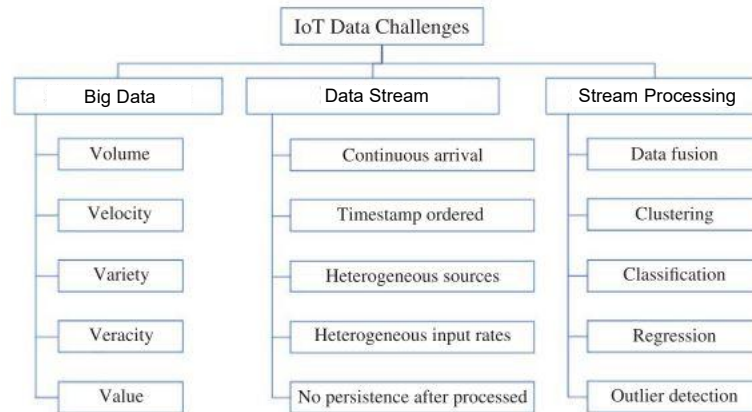 IoT Data Challenges
Big Data
Data Stream
Stream Processing
Volume
Continuous arrival
Data fusion
Velocity
Timestamp ordered
Clustering
Variety
Heterogeneous sources
Classification
Veracity
Heterogeneous input rates
Regression
Value
No persistence after processed
Outlier detection